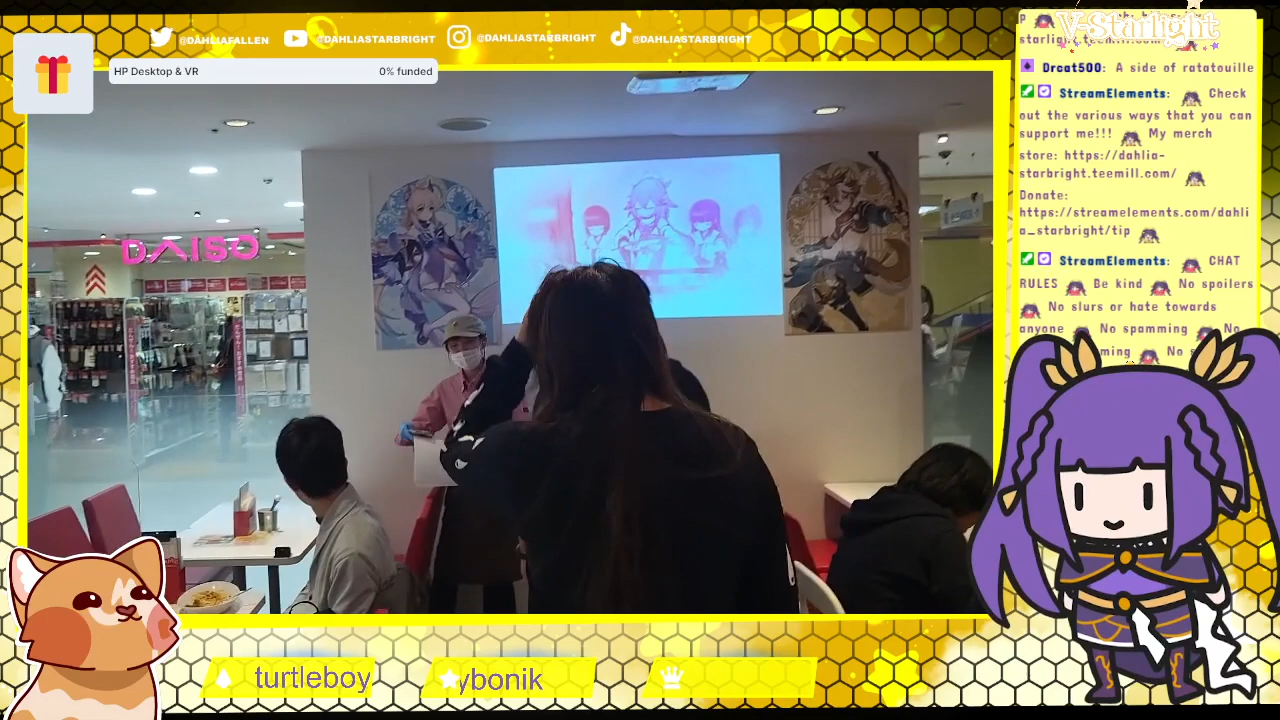 @DAHLIAFALLEN
@DAHLIASTARBRIGHT
@DAHLIASTARBRIGHT
@DAHLIASTARBRIGHT
V-Starlight
HP Desktop & VR
0% funded
Drcat500: A side of ratatouille
StreamElements: Check
out the various ways that you can
support me!!! My merch
store: https://dahlia-
starbright.teemill.com/
Donate:
https://streamelements.com/dahli
a_starbright/tip
StreamElements: CHAT
RULES Be kind No spoilers
No slurs or hate towards
anyone No spamming No
DAISO
turtleboy
ybonik